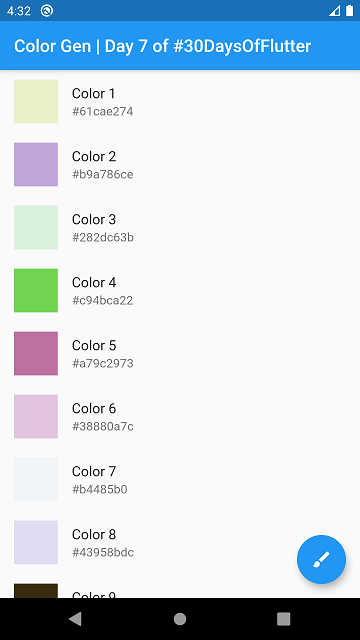 4:32
Color Gen | Day 7 of #30DaysOfFlutter
Color 1
#61cae274
Color 2
#b9a786ce
Color 3
#282dc63b
Color 4
#c94bca22
Color 5
#a79c2973
Color 6
#38880a7c
Color 7
#b4485b0
Color 8
#43958bdc
Color 9